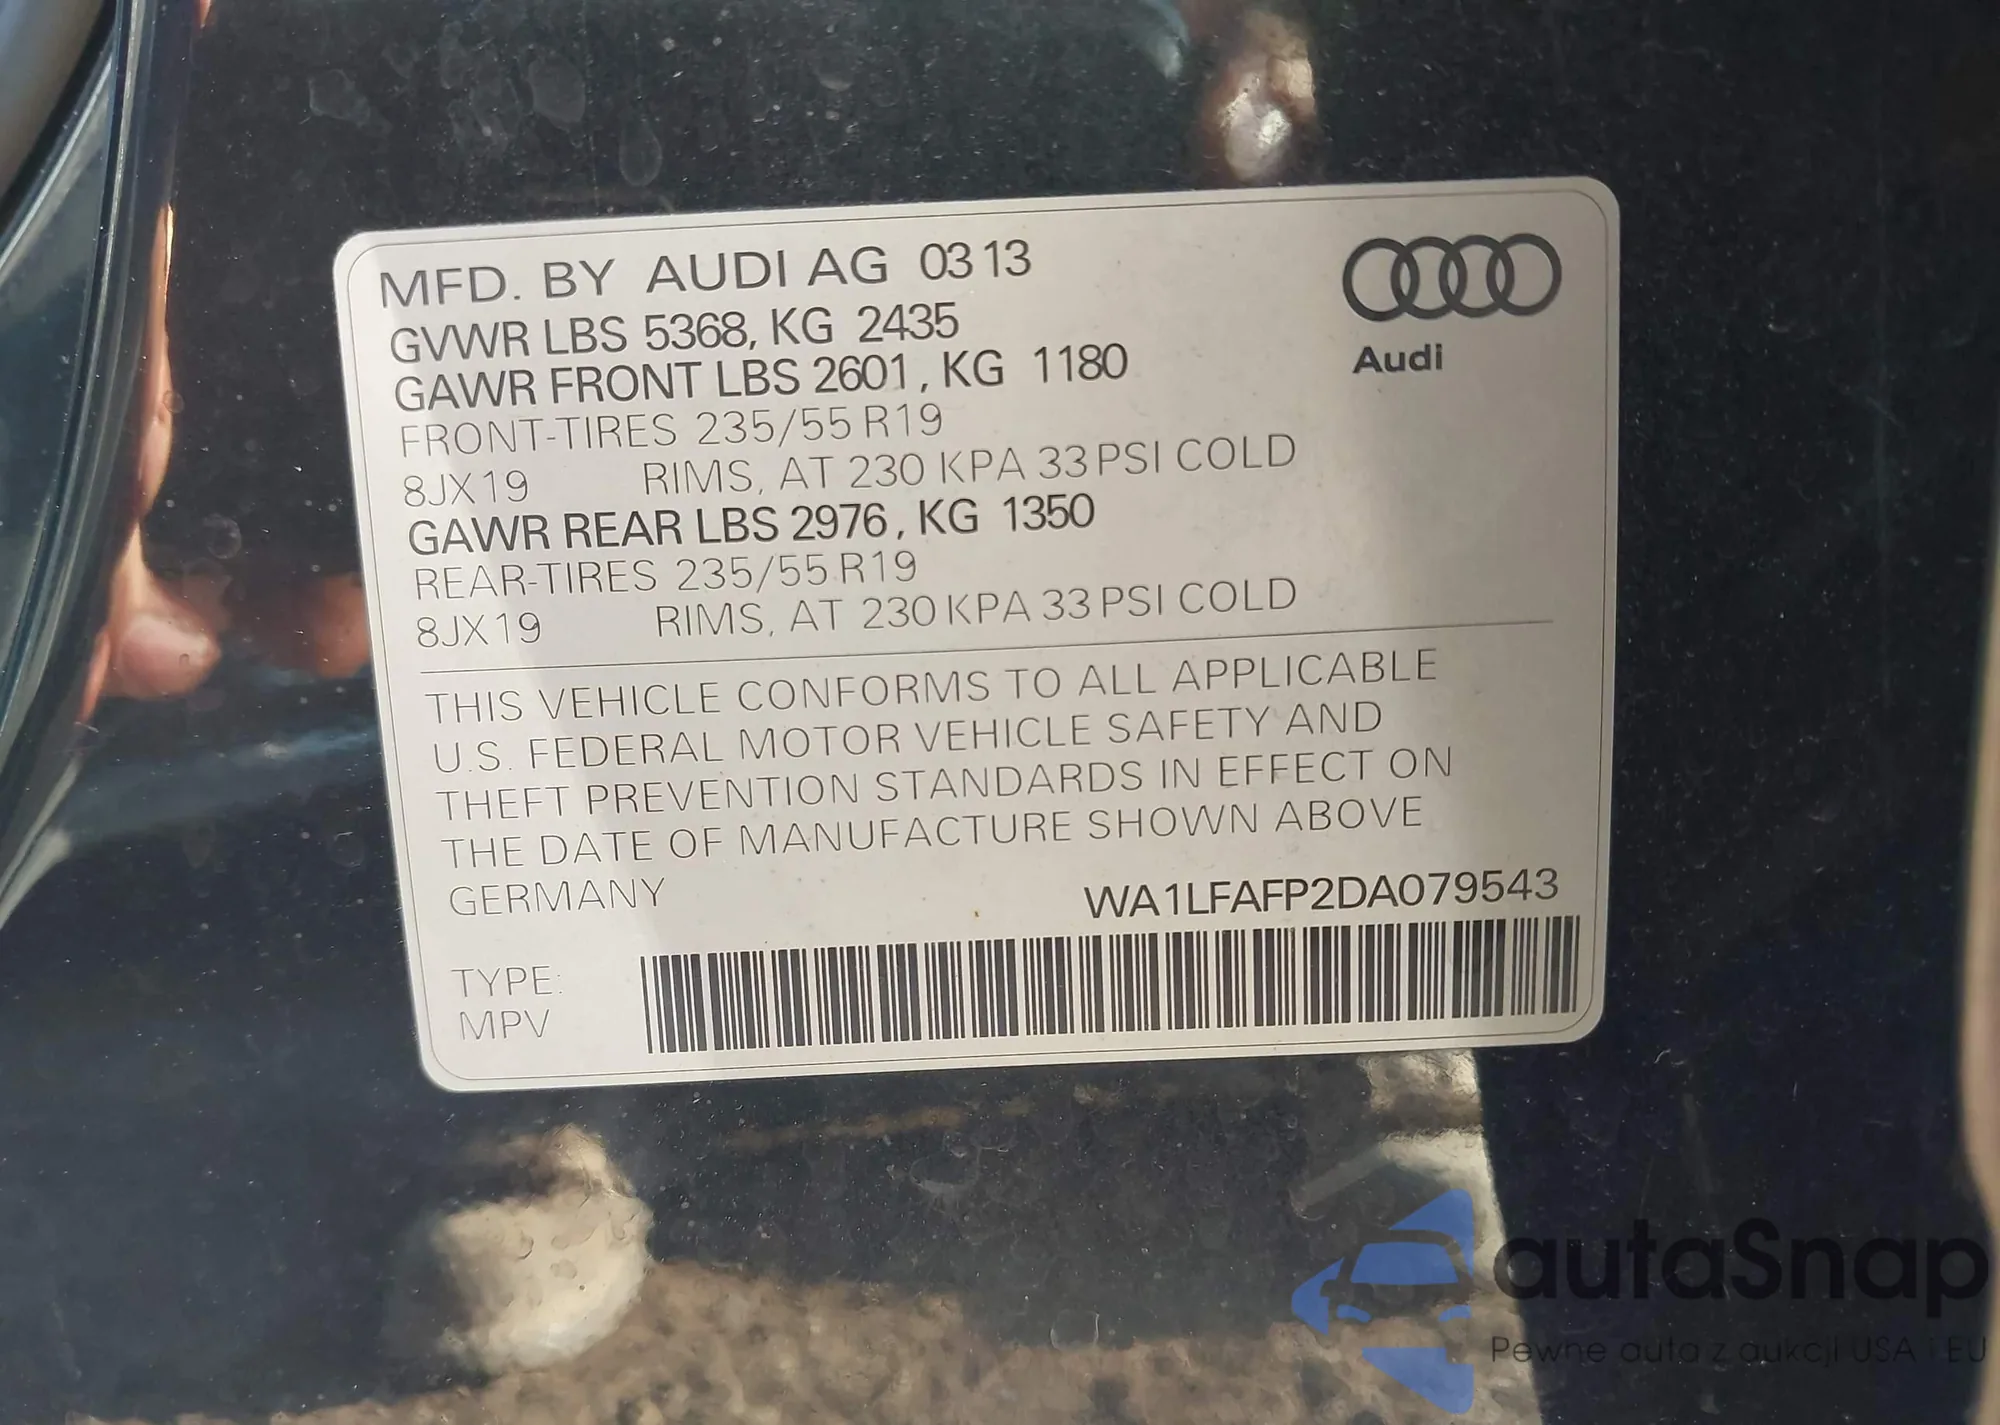 MFD. BY AUDI AG 03 13
GVWR LBS 5368, KG 2435
GAWR FRONT LBS 2601, KG 1180
FRONT-TIRES 235/55 R19
8JX19 RIMS, AT 230 KPA 33 PSI COLD
GAWR REAR LBS 2976, KG 1350
REAR-TIRES 235/55 R19
8JX19 RIMS, AT 230 KPA 33 PSI COLD
Audi
THIS VEHICLE CONFORMS TO ALL APPLICABLE
U.S. FEDERAL MOTOR VEHICLE SAFETY AND
THEFT PREVENTION STANDARDS IN EFFECT ON
THE DATE OF MANUFACTURE SHOWN ABOVE
GERMANY WA1LFAFP2DA079543
TYPE:
MPV
autaSnap
Pewne auta z aukcji USA i EU